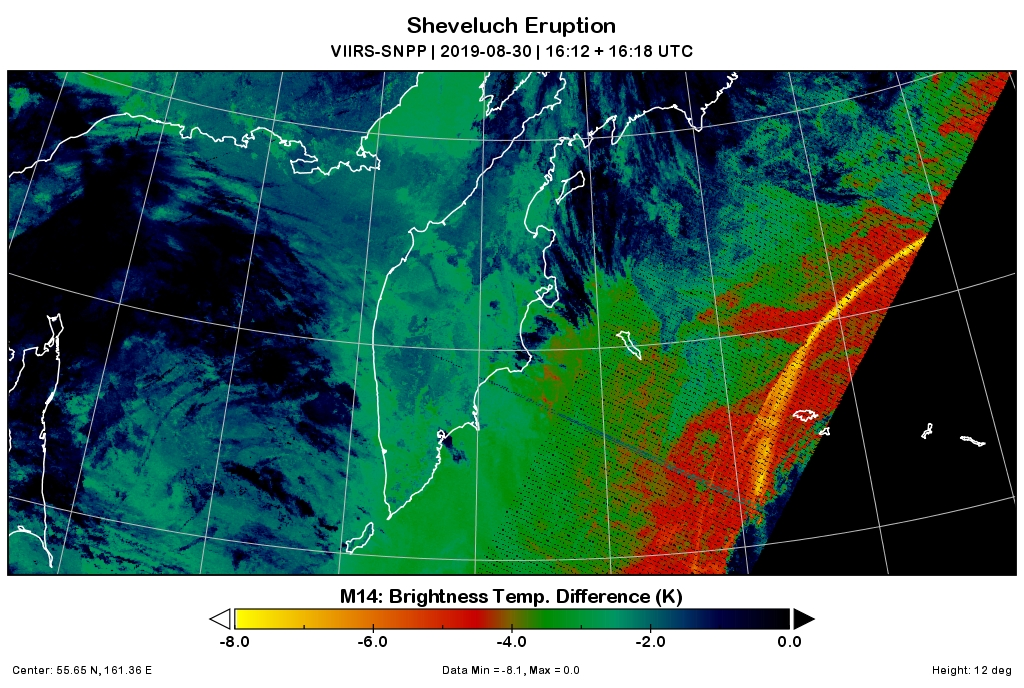 Sheveluch Eruption
VIIRS-SNPP | 2019-08-30 | 16:12 + 16:18 UTC
M14: Brightness Temp. Difference (K)
-8.0 -6.0 -4.0 -2.0 0.0
Center: 55.65 N, 161.36 E Data Min = -8.1, Max = 0.0 Height: 12 deg